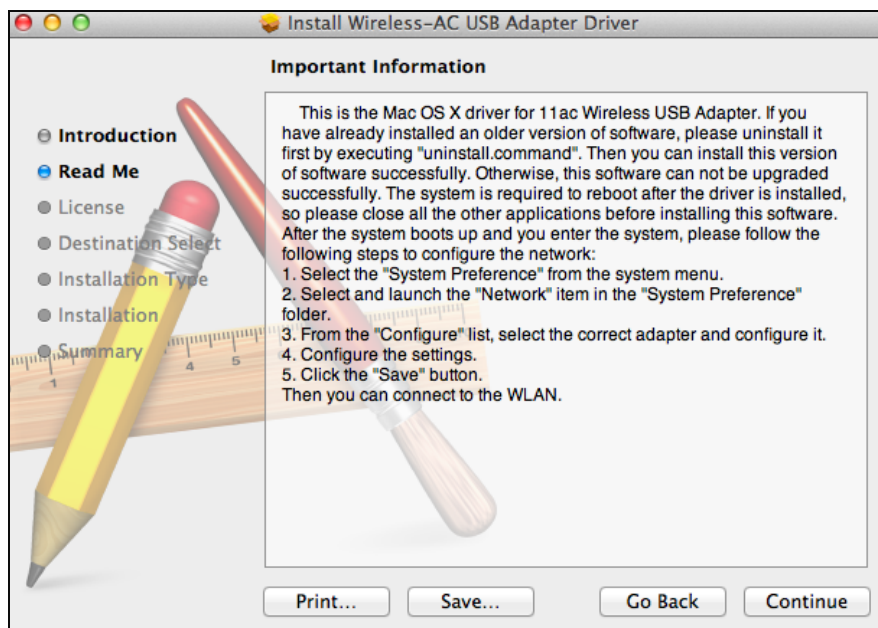 Install Wireless-AC USB Adapter Driver
Important Information
Introduction
Read Me
License
Destination Select
Installation Type
Installation
Summary
This is the Mac OS X driver for 11ac Wireless USB Adapter. If you
have already installed an older version of software, please uninstall it
first by executing "uninstall.command". Then you can install this version
of software successfully. Otherwise, this software can not be upgraded
successfully. The system is required to reboot after the driver is installed,
so please close all the other applications before installing this software.
After the system boots up and you enter the system, please follow the
following steps to configure the network:
1. Select the "System Preference" from the system menu.
2. Select and launch the "Network" item in the "System Preference"
folder.
3. From the "Configure" list, select the correct adapter and configure it.
4. Configure the settings.
5. Click the "Save" button.
Then you can connect to the WLAN.
1 4 5
Print... Save... Go Back Continue